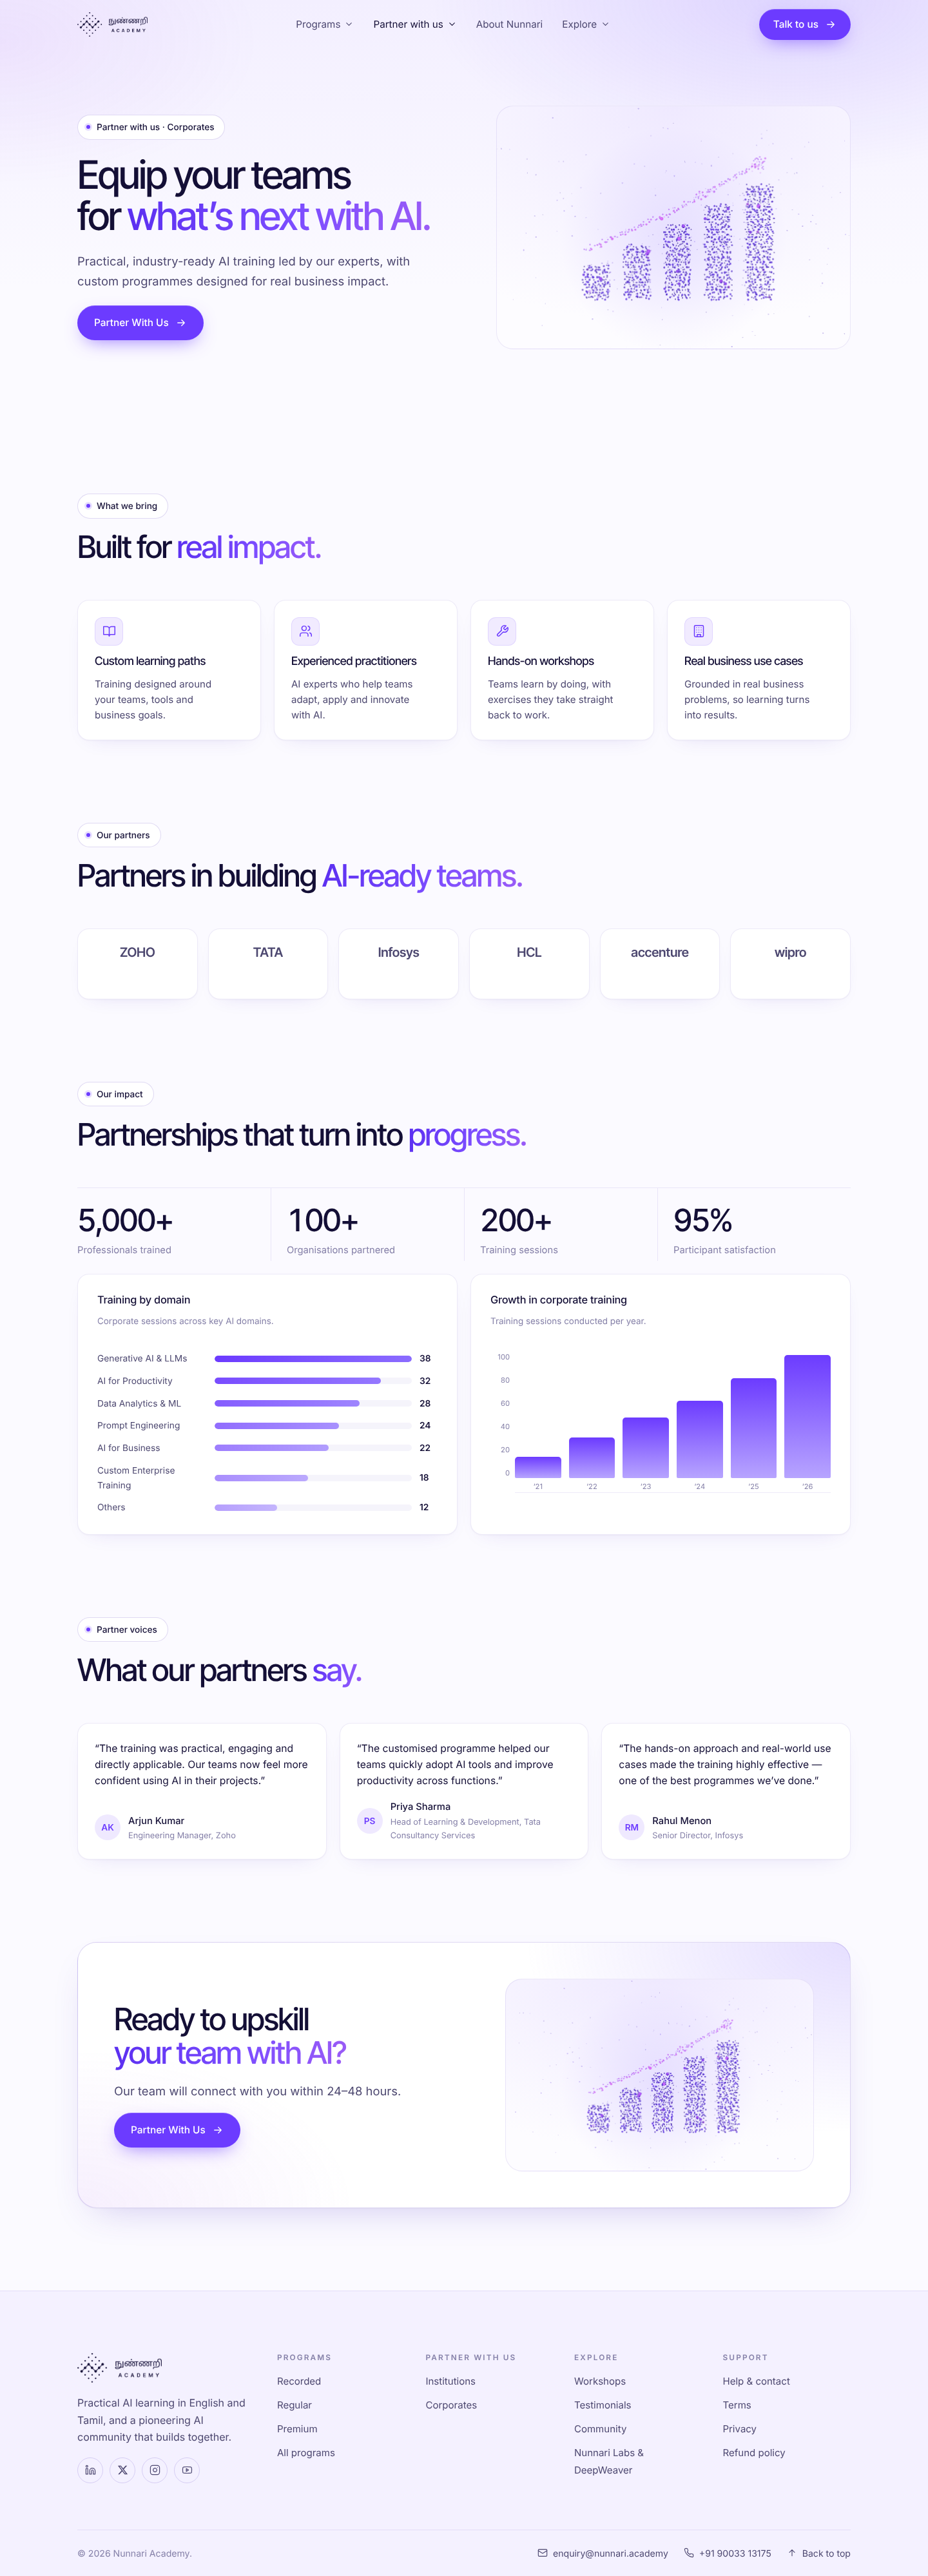 நுண்ணறி
ACADEMY
Programs
Partner with us
About Nunnari
Explore
Talk to us →
Partner with us · Corporates
Equip your teams
for what’s next with AI.
Practical, industry-ready AI training led by our experts, with
custom programmes designed for real business impact.
Partner With Us →
What we bring
Built for real impact.
Custom learning paths
Training designed around
your teams, tools and
business goals.
Experienced practitioners
AI experts who help teams
adapt, apply and innovate
with AI.
Hands-on workshops
Teams learn by doing, with
exercises they take straight
back to work.
Real business use cases
Grounded in real business
problems, so learning turns
into results.
Our partners
Partners in building AI-ready teams.
ZOHO
TATA
Infosys
HCL
accenture
wipro
Our impact
Partnerships that turn into progress.
5,000+
Professionals trained
100+
Organisations partnered
200+
Training sessions
95%
Participant satisfaction
Training by domain
Corporate sessions across key AI domains.
Generative AI & LLMs 38
AI for Productivity 32
Data Analytics & ML 28
Prompt Engineering 24
AI for Business 22
Custom Enterprise
Training 18
Others 12
Growth in corporate training
Training sessions conducted per year.
100
80
60
40
20
0
'21 '22 '23 '24 '25 '26
Partner voices
What our partners say.
“The training was practical, engaging and
directly applicable. Our teams now feel more
confident using AI in their projects.”
AK
Arjun Kumar
Engineering Manager, Zoho
“The customised programme helped our
teams quickly adopt AI tools and improve
productivity across functions.”
PS
Priya Sharma
Head of Learning & Development, Tata
Consultancy Services
“The hands-on approach and real-world use
cases made the training highly effective —
one of the best programmes we’ve done.”
RM
Rahul Menon
Senior Director, Infosys
Ready to upskill
your team with AI?
Our team will connect with you within 24–48 hours.
Partner With Us →
நுண்ணறி
ACADEMY
Practical AI learning in English and
Tamil, and a pioneering AI
community that builds together.
PROGRAMS
Recorded
Regular
Premium
All programs
PARTNER WITH US
Institutions
Corporates
EXPLORE
Workshops
Testimonials
Community
Nunnari Labs &
DeepWeaver
SUPPORT
Help & contact
Terms
Privacy
Refund policy
© 2026 Nunnari Academy.
enquiry@nunnari.academy
+91 90033 13175
↑ Back to top